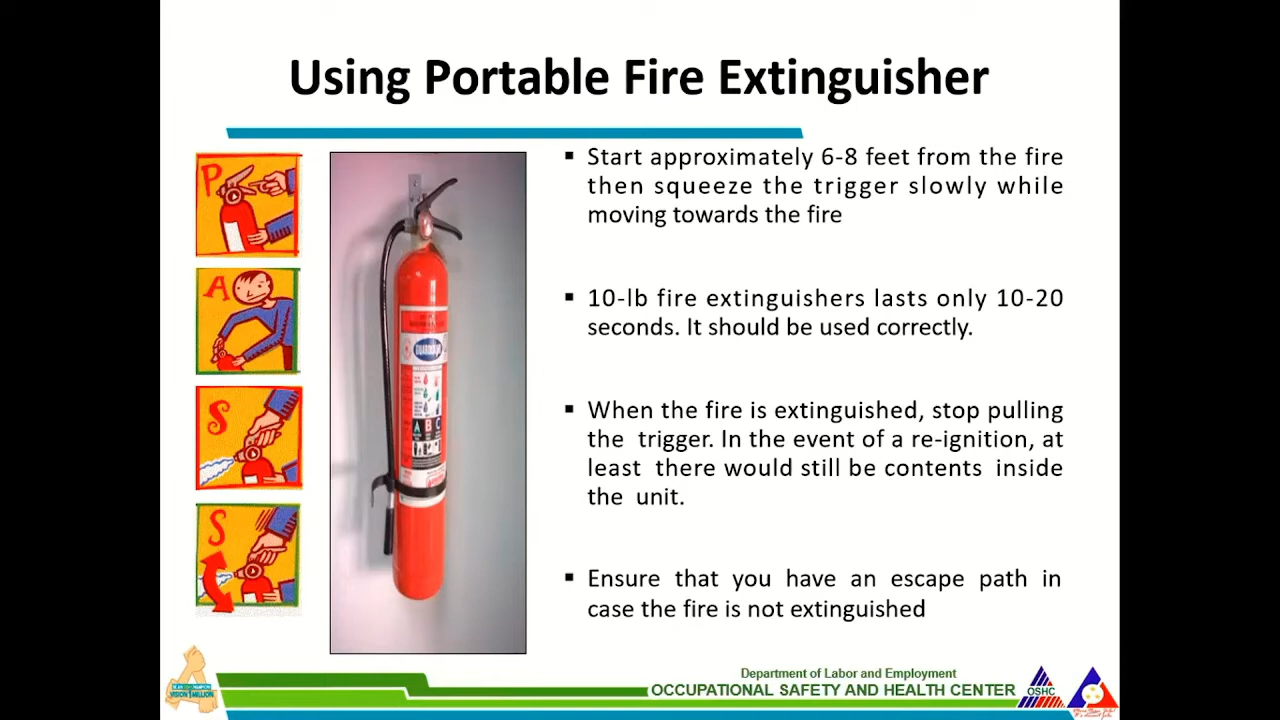 Using Portable Fire Extinguisher
P
A
S
S
A B C
▪ Start approximately 6-8 feet from the fire
then squeeze the trigger slowly while
moving towards the fire
▪ 10-lb fire extinguishers lasts only 10-20
seconds. It should be used correctly.
▪ When the fire is extinguished, stop pulling
the trigger. In the event of a re-ignition, at
least there would still be contents inside
the unit.
▪ Ensure that you have an escape path in
case the fire is not extinguished
VISION 1 MILLION
Department of Labor and Employment
OCCUPATIONAL SAFETY AND HEALTH CENTER
OSHC